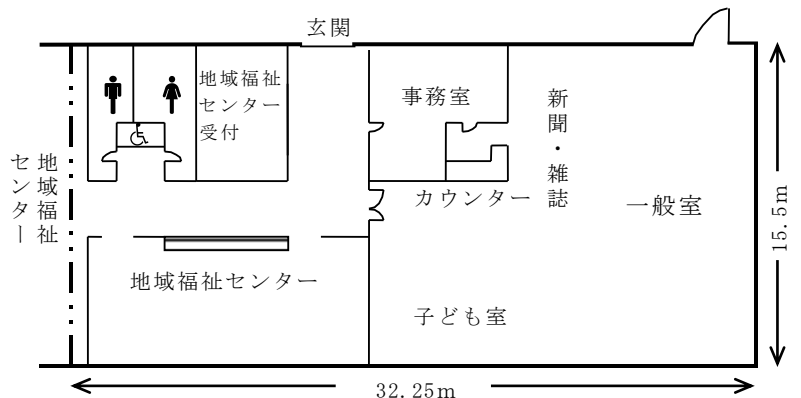 玄関
地域福祉
センター
受付
事務室
新聞・雑誌
地域福祉
センター
カウンター
一般室
15.5m
地域福祉センター
子ども室
32.25m